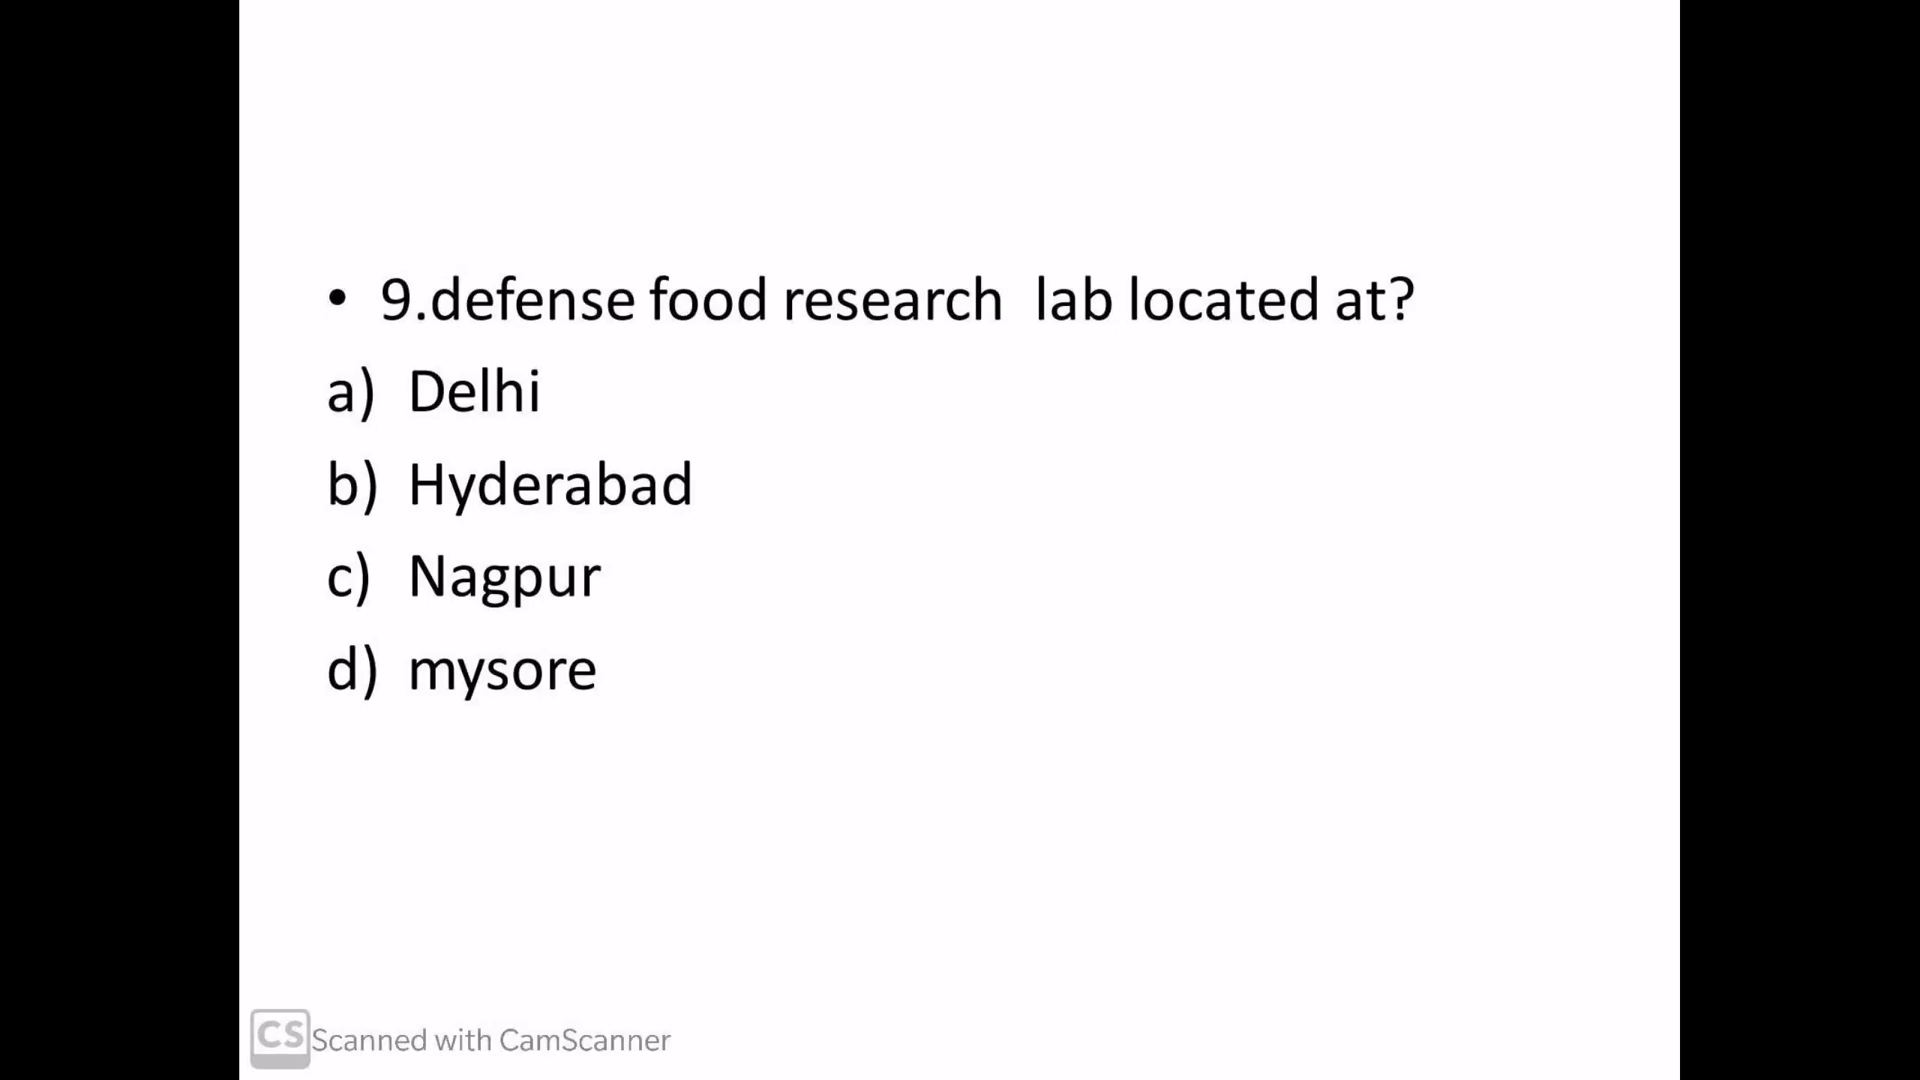 • 9.defense food research  lab located at?
a) Delhi
b) Hyderabad
c) Nagpur
d) mysore
CS Scanned with CamScanner